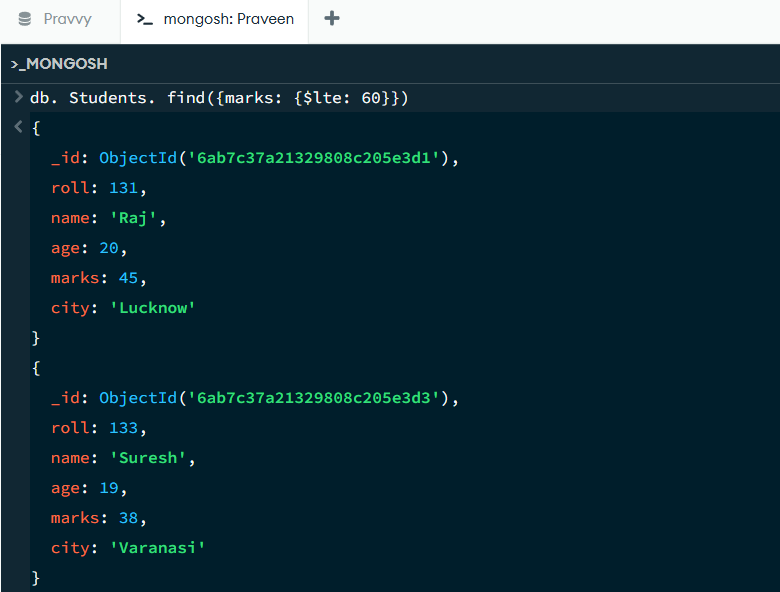 Pravvy >_ mongosh: Praveen +
>_MONGOSH
> db. Students. find({marks: {$lte: 60}})
< {
_id: ObjectId('6ab7c37a21329808c205e3d1'),
roll: 131,
name: 'Raj',
age: 20,
marks: 45,
city: 'Lucknow'
}
{
_id: ObjectId('6ab7c37a21329808c205e3d3'),
roll: 133,
name: 'Suresh',
age: 19,
marks: 38,
city: 'Varanasi'
}